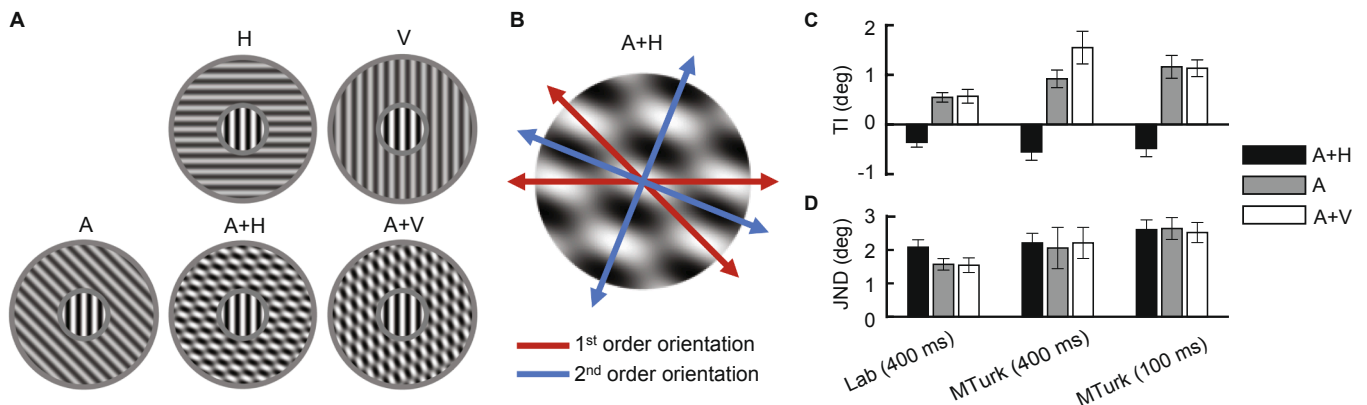 A
H
V
A
A+H
A+V
B
A+H
1st order orientation
2nd order orientation
C
TI (deg)
1
0
-1
D
JND (deg)
3
2
1
0
Lab (400 ms)
MTurk (400 ms)
MTurk (100 ms)
A+H
A
A+V